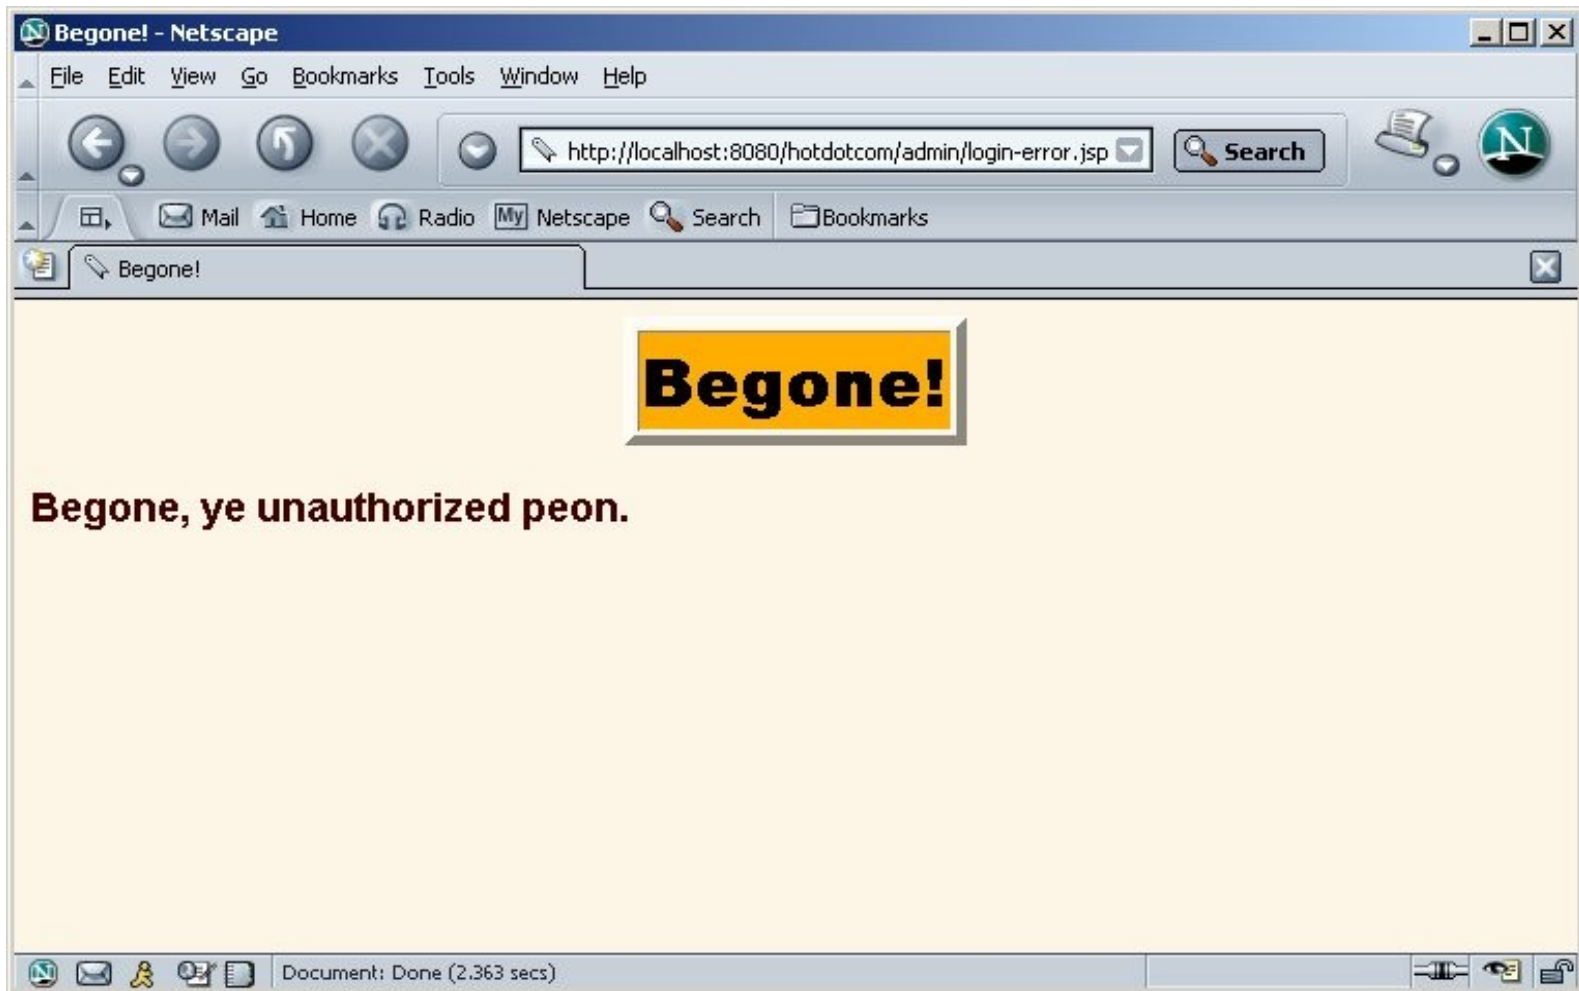 Begone! - Netscape
File Edit View Go Bookmarks Tools Window Help
http://localhost:8080/hotdotcom/admin/login-error.jsp Search N
Mail Home Radio My Netscape Search Bookmarks
Begone!
Begone!
Begone, ye unauthorized peon.
Document: Done (2.363 secs)